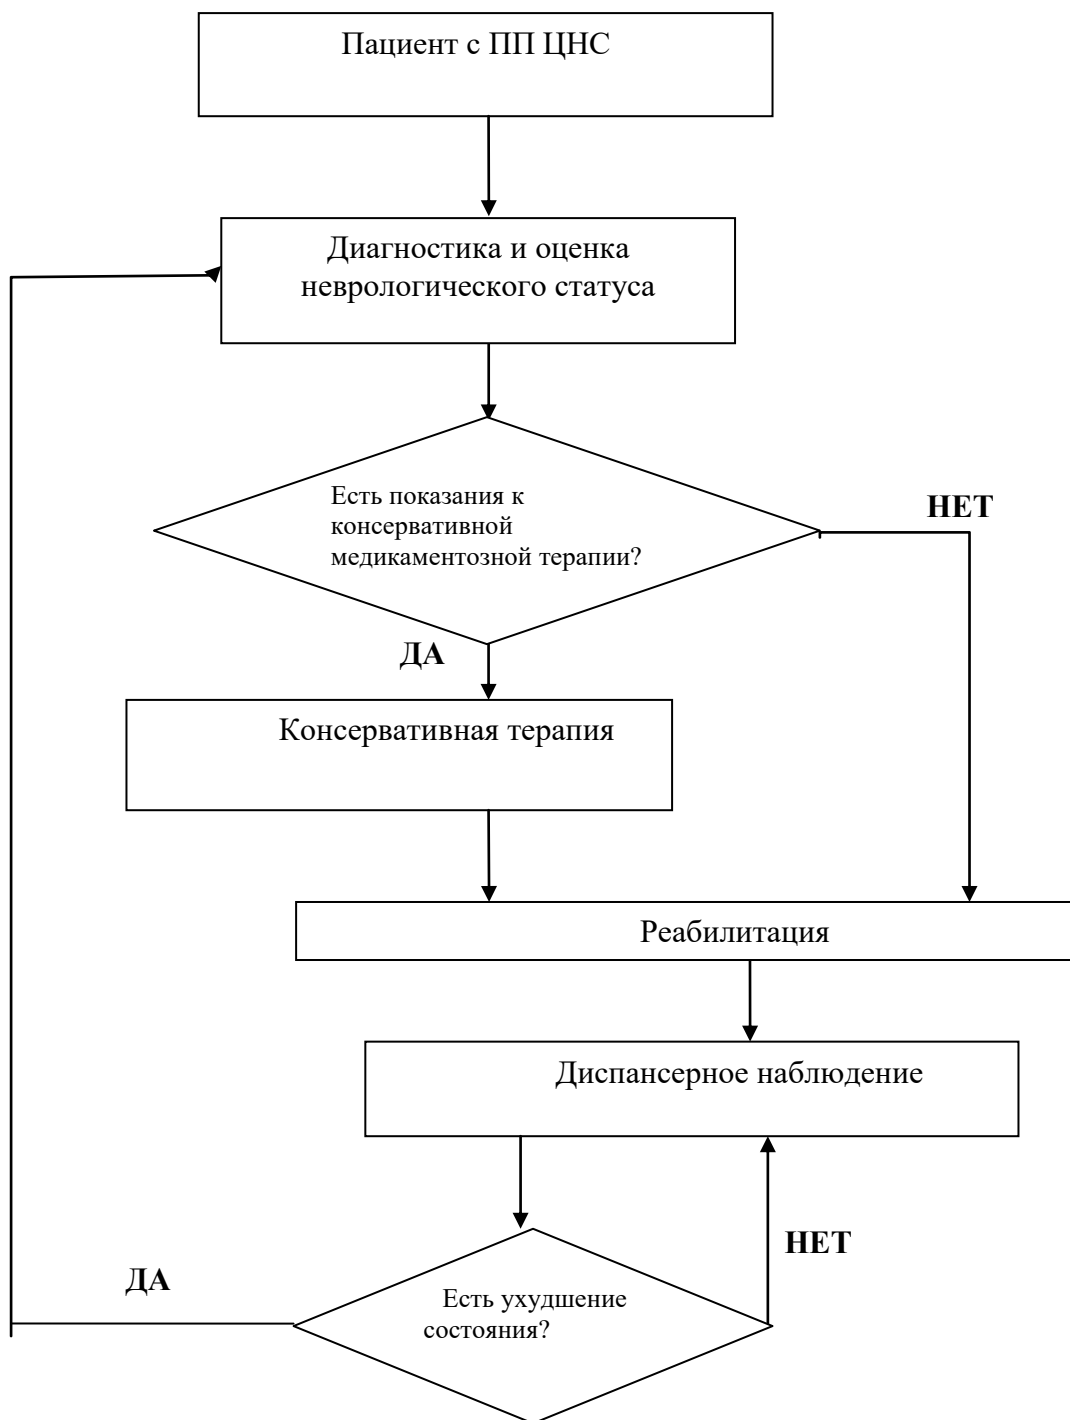 Пациент с ПП ЦНС
Диагностика и оценка
неврологического статуса
Есть показания к
консервативной
медикаментозной терапии?
НЕТ
ДА
Консервативная терапия
Реабилитация
Диспансерное наблюдение
НЕТ
ДА
Есть ухудшение
состояния?